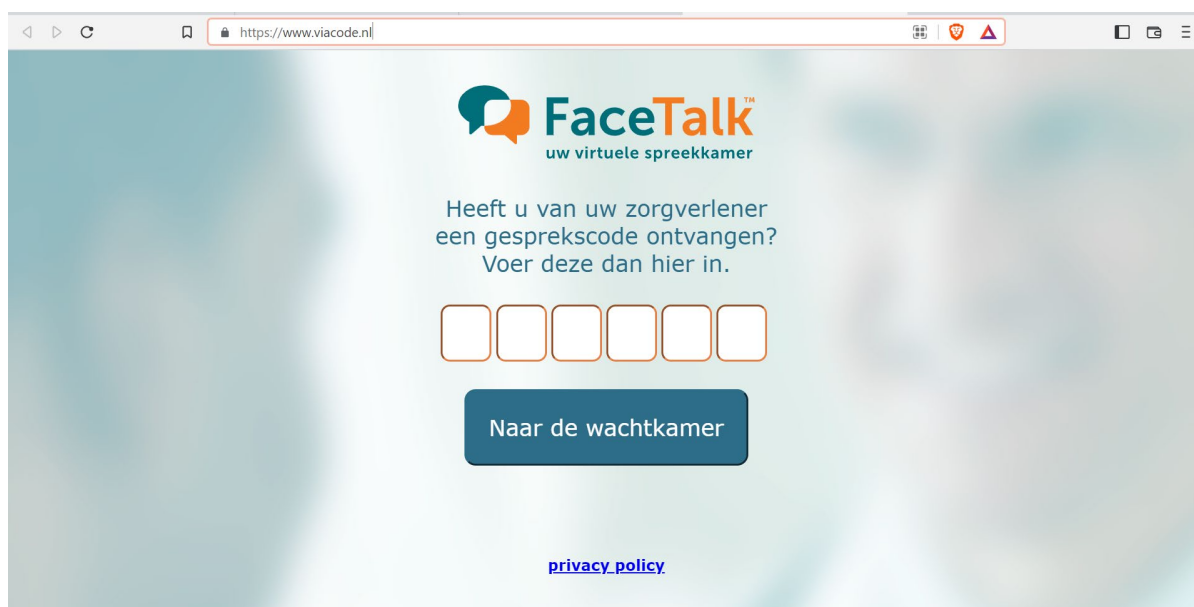 https://www.viacode.nl
FaceTalk™
uw virtuele spreekkamer
Heeft u van uw zorgverlener
een gesprekscode ontvangen?
Voer deze dan hier in.
Naar de wachtkamer
privacy policy